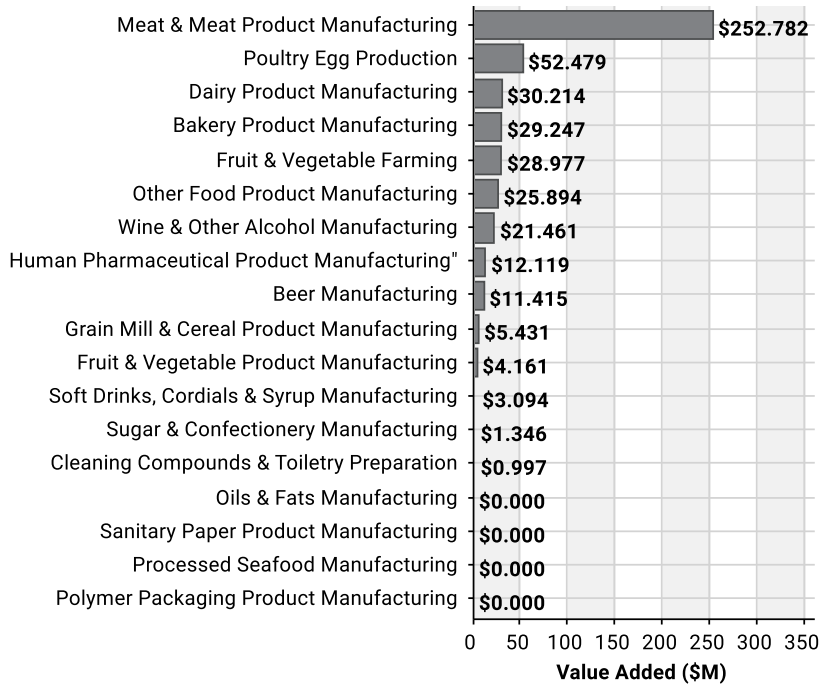 Meat & Meat Product Manufacturing $252.782
Poultry Egg Production $52.479
Dairy Product Manufacturing $30.214
Bakery Product Manufacturing $29.247
Fruit & Vegetable Farming $28.977
Other Food Product Manufacturing $25.894
Wine & Other Alcohol Manufacturing $21.461
Human Pharmaceutical Product Manufacturing" $12.119
Beer Manufacturing $11.415
Grain Mill & Cereal Product Manufacturing $5.431
Fruit & Vegetable Product Manufacturing $4.161
Soft Drinks, Cordials & Syrup Manufacturing $3.094
Sugar & Confectionery Manufacturing $1.346
Cleaning Compounds & Toiletry Preparation $0.997
Oils & Fats Manufacturing $0.000
Sanitary Paper Product Manufacturing $0.000
Processed Seafood Manufacturing $0.000
Polymer Packaging Product Manufacturing $0.000
0 50 100 150 200 250 300 350
Value Added ($M)